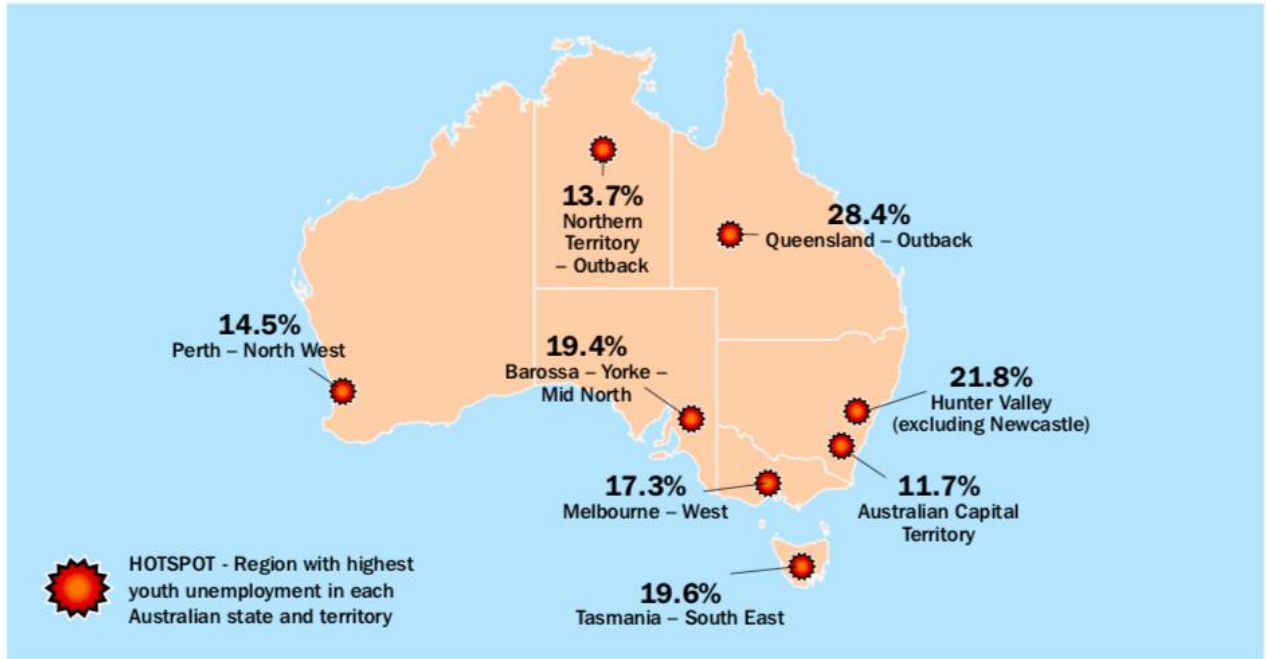 13.7%
Northern
Territory
– Outback
28.4%
Queensland – Outback
14.5%
Perth – North West
19.4%
Barossa – Yorke –
Mid North
21.8%
Hunter Valley
(excluding Newcastle)
17.3%
Melbourne – West
11.7%
Australian Capital
Territory
19.6%
Tasmania – South East
HOTSPOT - Region with highest
youth unemployment in each
Australian state and territory